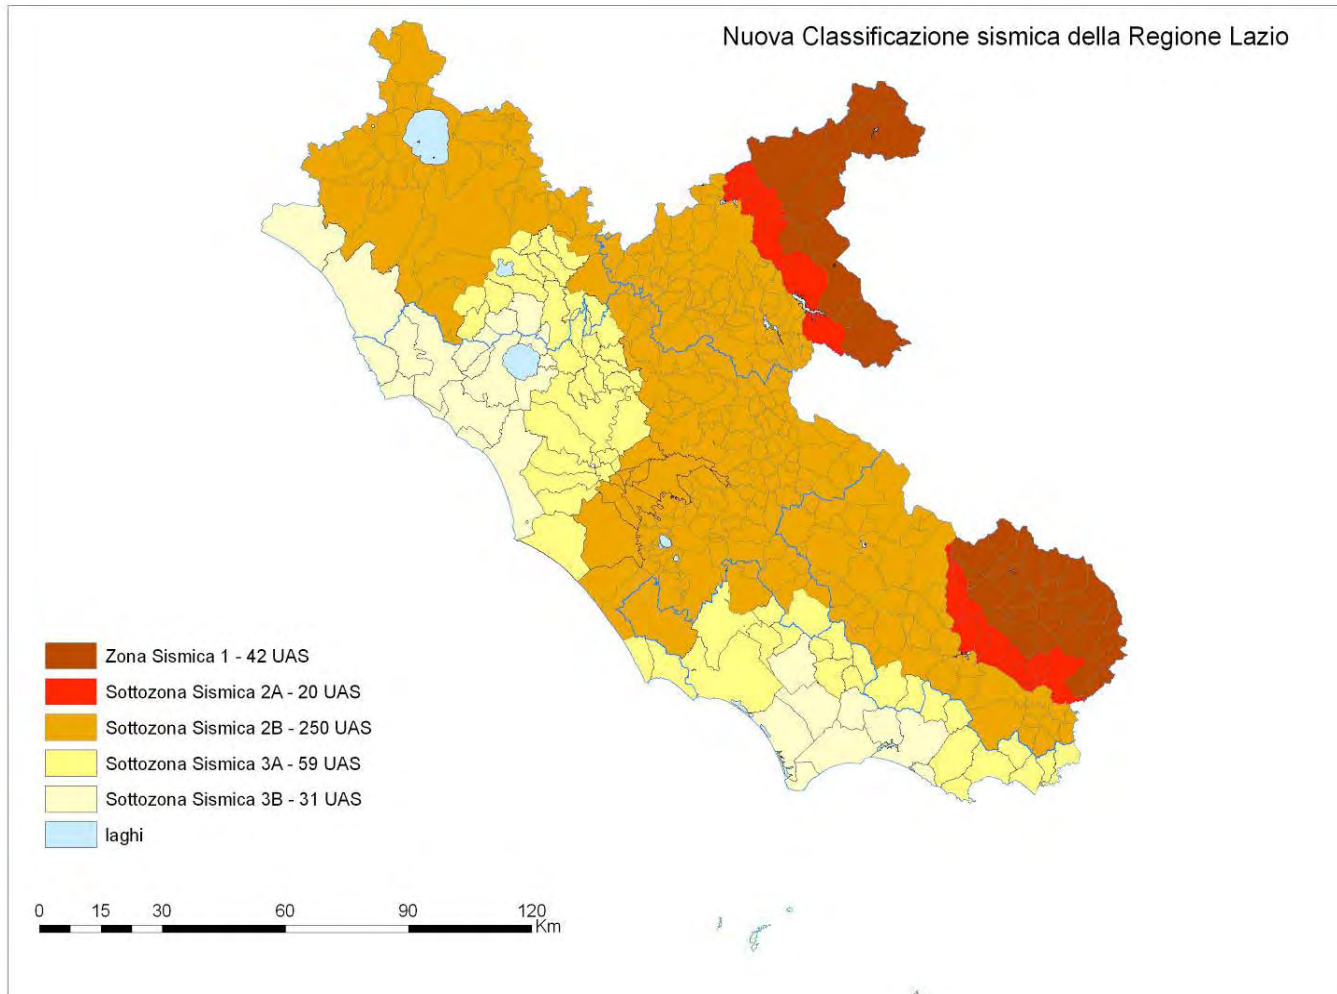 Nuova Classificazione sismica della Regione Lazio
Zona Sismica 1 - 42 UAS
Sottozona Sismica 2A - 20 UAS
Sottozona Sismica 2B - 250 UAS
Sottozona Sismica 3A - 59 UAS
Sottozona Sismica 3B - 31 UAS
laghi
0 15 30 60 90 120
Km